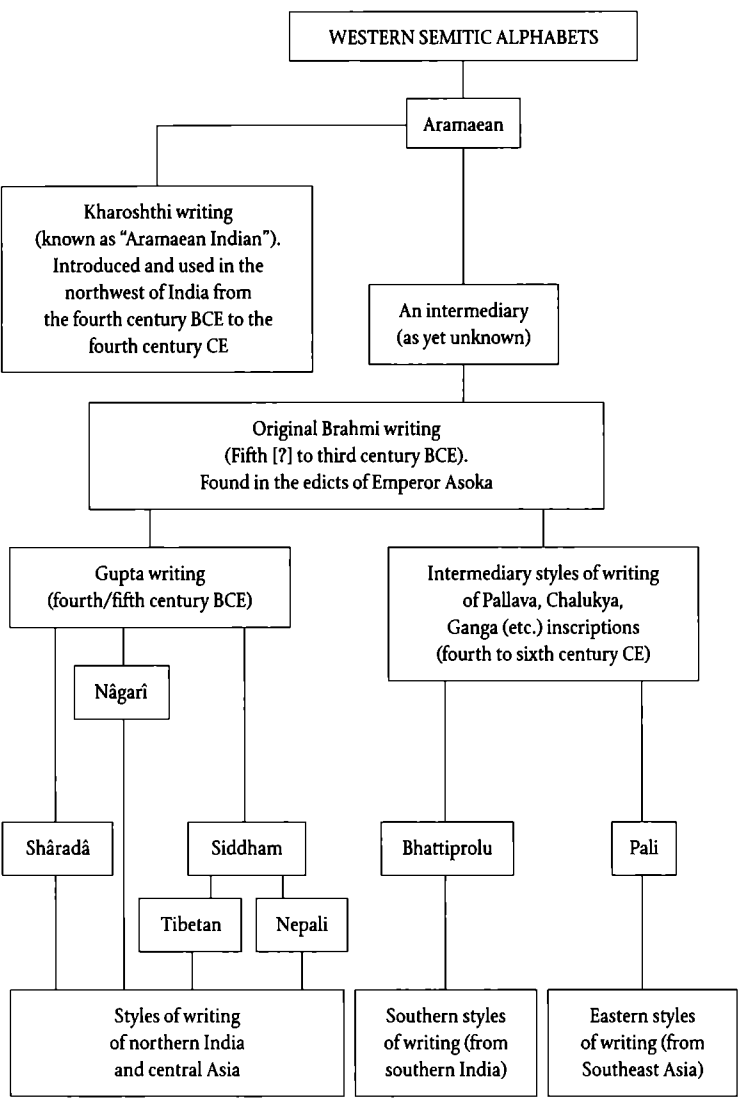 WESTERN SEMITIC ALPHABETS
Aramaean
Kharoshthi writing
(known as “Aramaean Indian”).
Introduced and used in the
northwest of India from
the fourth century BCE to the
fourth century CE
An intermediary
(as yet unknown)
Original Brahmi writing
(Fifth [?] to third century BCE).
Found in the edicts of Emperor Asoka
Gupta writing
(fourth/fifth century BCE)
Intermediary styles of writing
of Pallava, Chalukya,
Ganga (etc.) inscriptions
(fourth to sixth century CE)
Nâgarî
Shâradâ
Siddham
Bhattiprolu
Pali
Tibetan
Nepali
Styles of writing
of northern India
and central Asia
Southern styles
of writing (from
southern India)
Eastern styles
of writing (from
Southeast Asia)